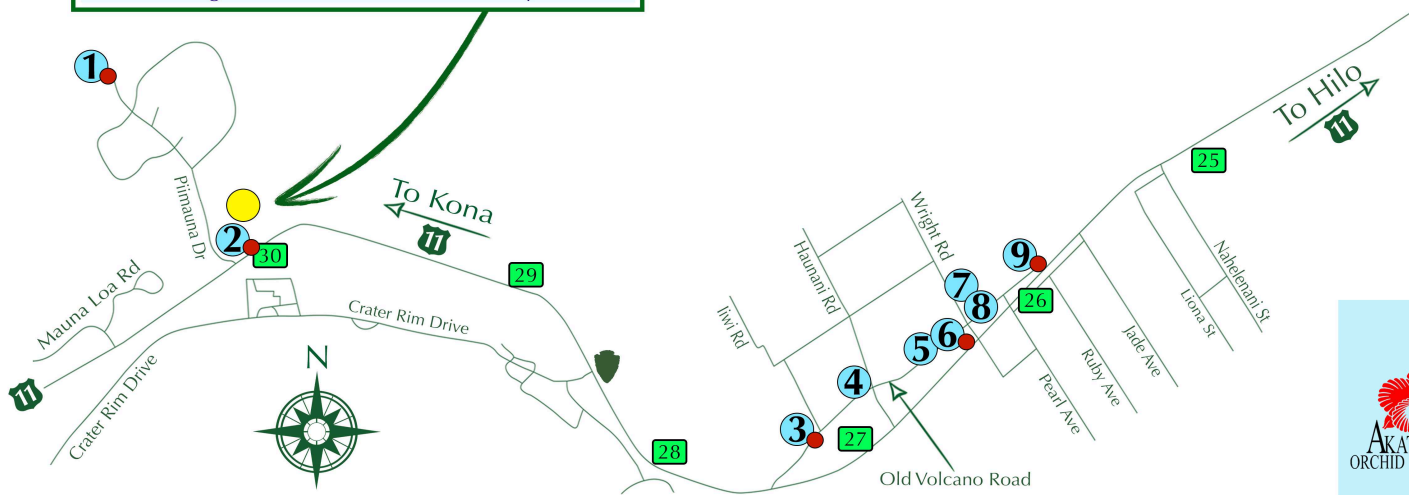 1
Piimauna Dr
2
30
To Kona
11
29
Mauna Loa Rd
11
Crater Rim Drive
Crater Rim Drive
N
28
Iiwi Rd
Haunani Rd
Wright Rd
3
27
4
5
6
7
8
9
26
Old Volcano Road
Pearl Ave
Ruby Ave
Jade Ave
Liona St
Nahelenani St
25
To Hilo
11
ORCHID